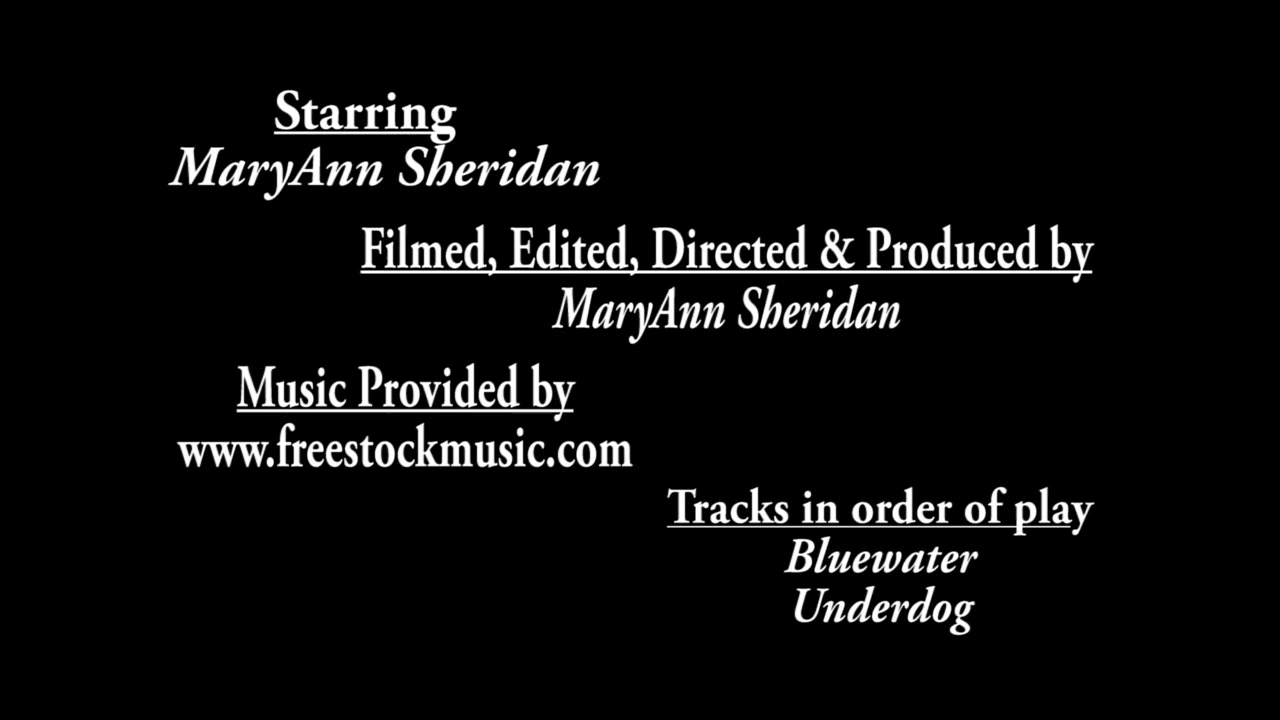 Starring
MaryAnn Sheridan
Filmed, Edited, Directed & Produced by
MaryAnn Sheridan
Music Provided by
www.freestockmusic.com
Tracks in order of play
Bluewater
Underdog